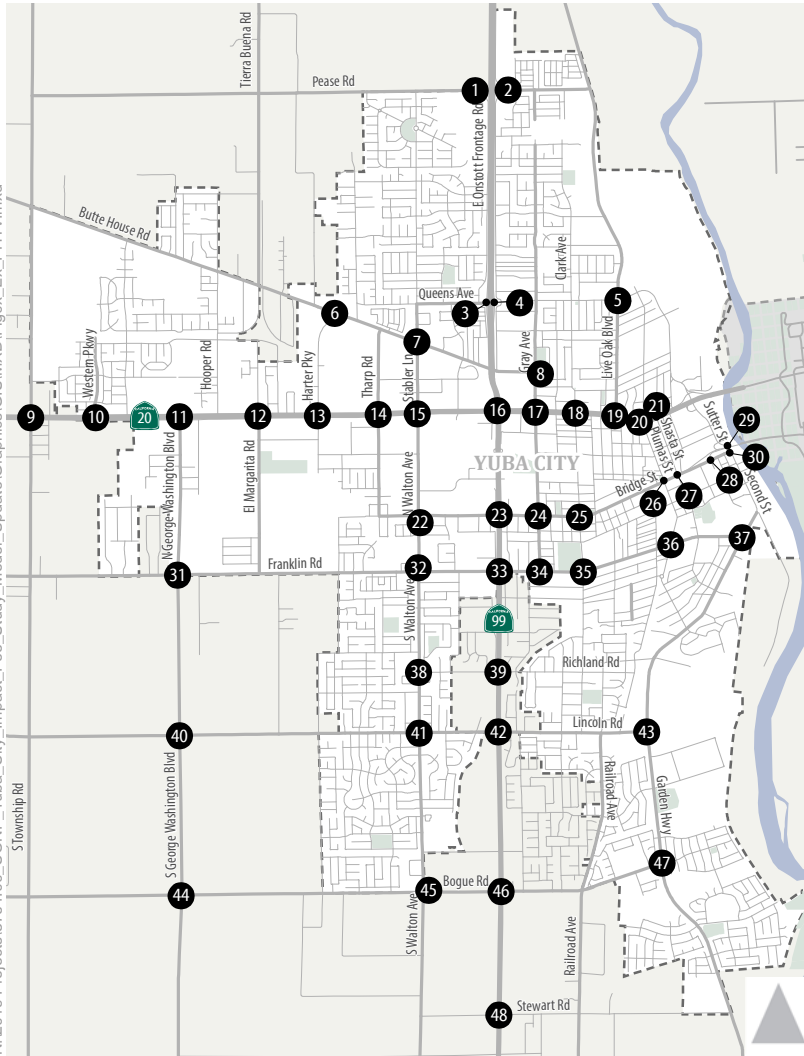 Tierra Buena Rd
Pease Rd
1
2
E Onstott Frontage Rd
Butte House Rd
Clark Ave
Queens Ave
3
4
5
6
7
Western Pkwy
Hooper Rd
Harter Pky
Tharp Rd
Stabler Ln
Gray Ave
8
Live Oak Blvd
9
10
CALIFORNIA
20
11
12
13
14
15
16
17
18
19
20
21
Shasta St
Plumas St
Sutter St
29
30
Second St
YUBA CITY
N George Washington Blvd
El Margarita Rd
N Walton Ave
Bridge St
26
27
28
22
23
24
25
36
37
31
Franklin Rd
32
33
34
35
S Walton Ave
CALIFORNIA
99
38
39
Richland Rd
40
41
42
Lincoln Rd
43
S Township Rd
S George Washington Blvd
Railroad Ave
Garden Hwy
44
45
Bogue Rd
46
47
S Walton Ave
Railroad Ave
48
Stewart Rd